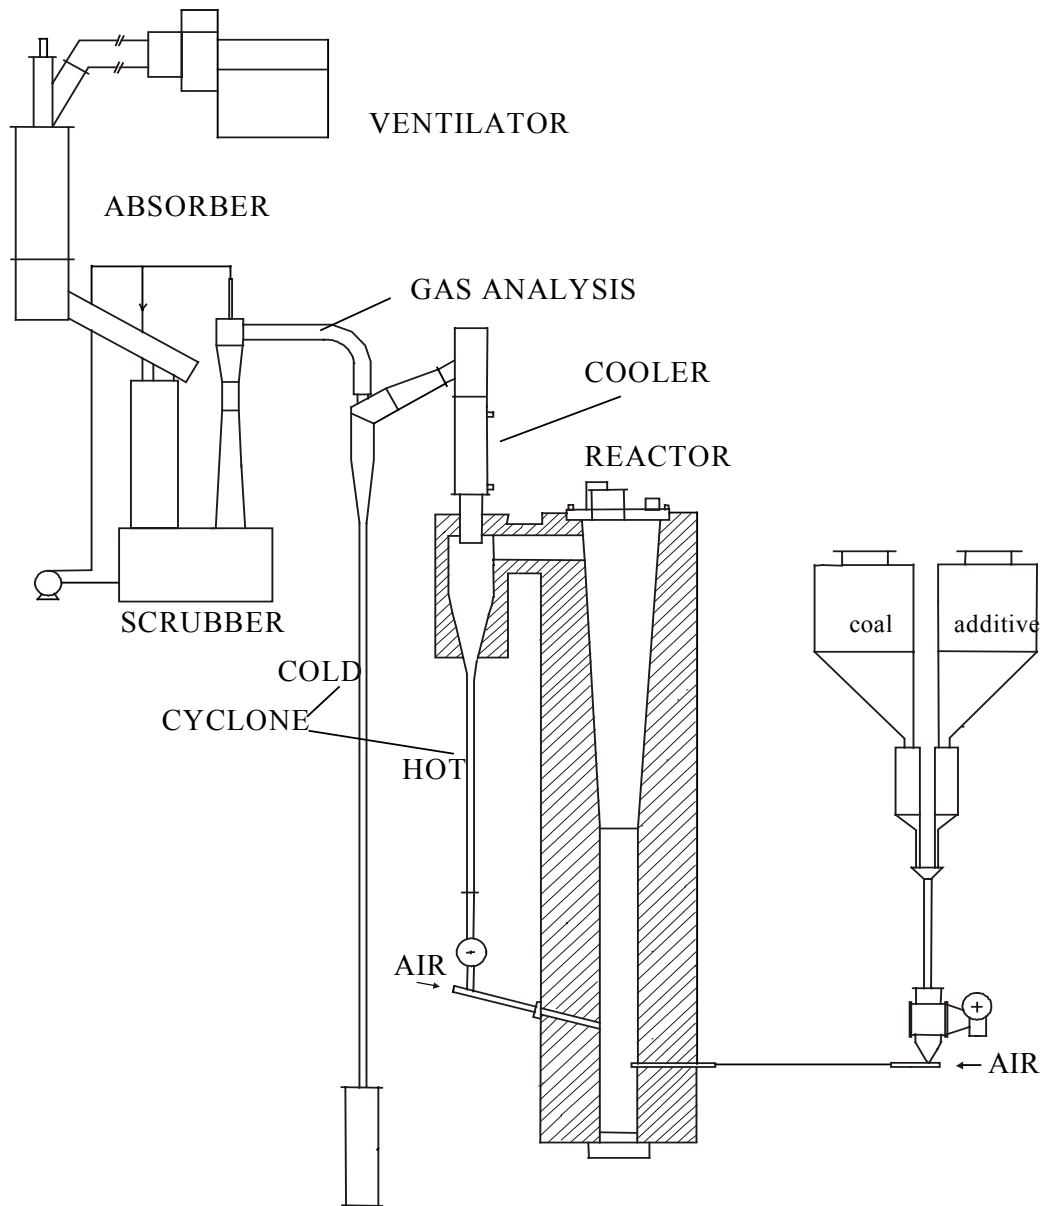 VENTILATOR
ABSORBER
GAS ANALYSIS
COOLER
REACTOR
coal additive
SCRUBBER
COLD
CYCLONE
HOT
AIR
AIR